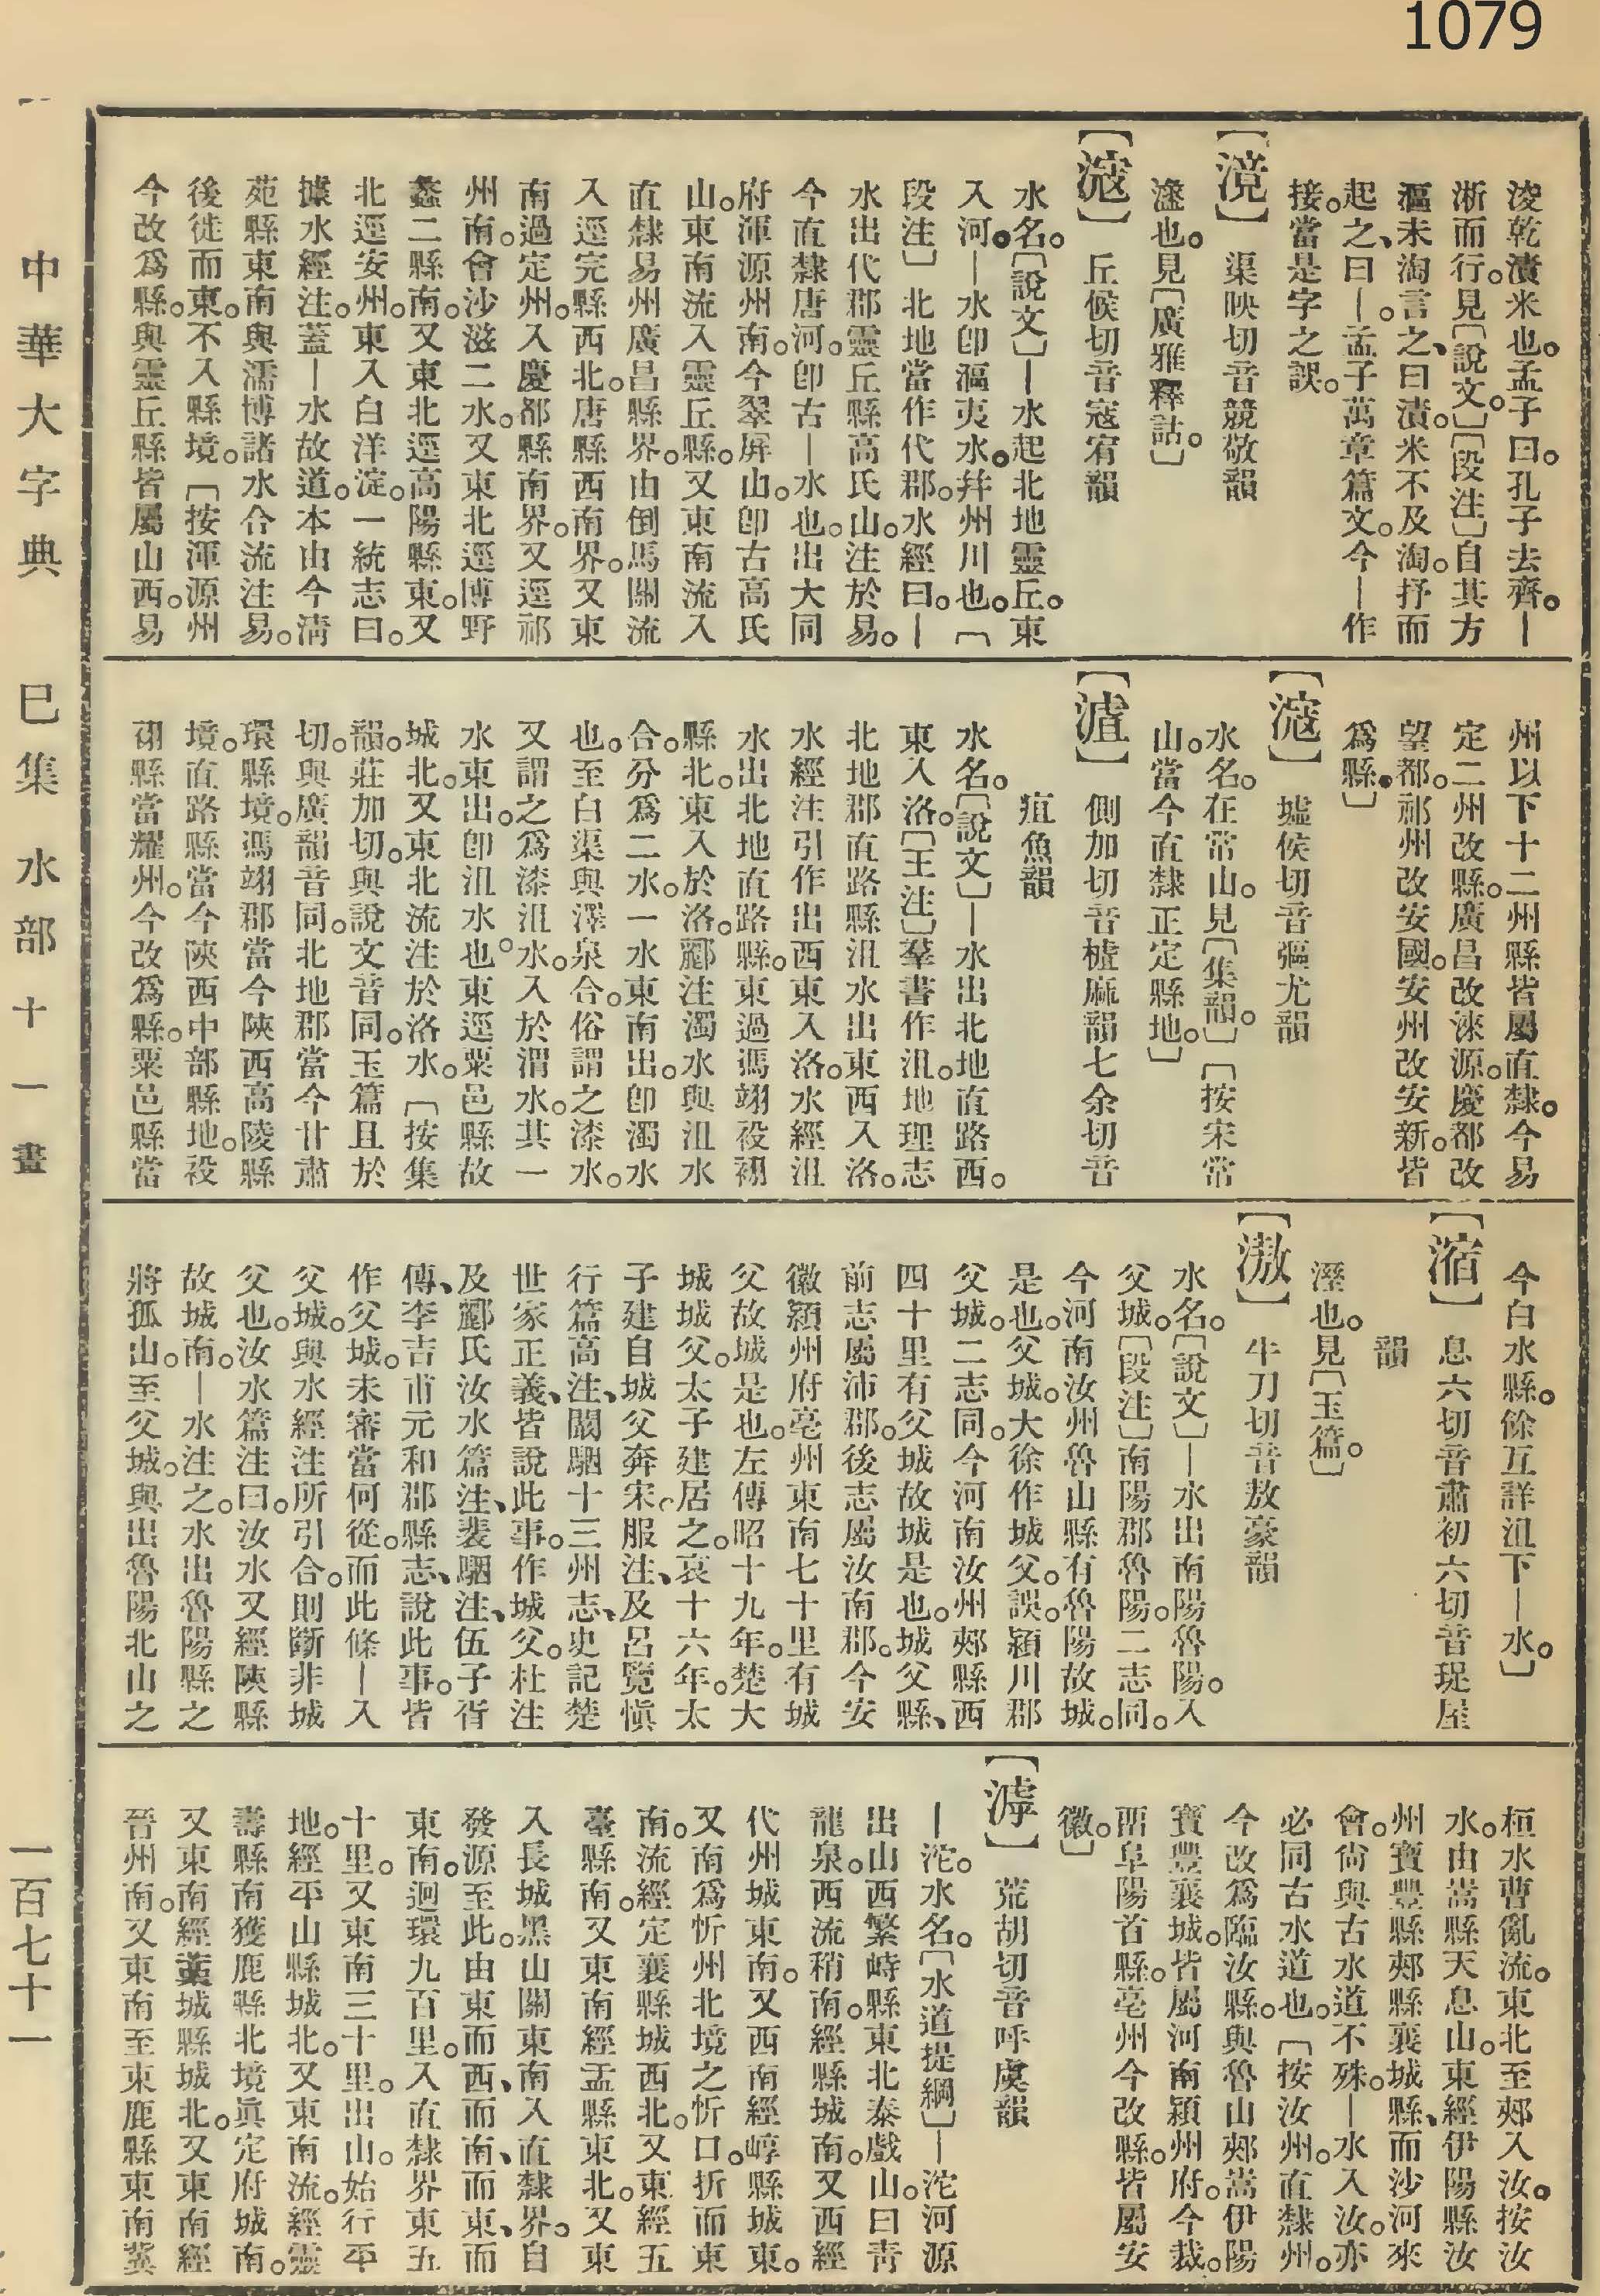 1079
浚乾漬米也。孟子曰。孔子去齊。—
淅而行。見〔說文〕〔段注〕自其方
漚未淘言之、曰漬。米不及淘。抒而
起之、曰—。孟子萬章篇文。今—作
接。當是字之誤。
【滰】渠映切音競敬韻
瀊也。見〔廣雅釋詁〕
【滱】丘候切音寇宥韻
水名。〔說文〕—水起北地靈丘。東
入河。—水卽漚夷水。幷州川也。〔
段注〕北地當作代郡。水經曰。—
水出代郡靈丘縣高氏山。注於易。
今直隸唐河。卽古—水也。出大同
府渾源州南。今翠屏山。卽古高氏
山。東南流入靈丘縣。又東南流入
直隸易州廣昌縣界。由倒馬關流
入逕完縣西北。唐縣西南界。又東
南過定州。入慶都縣南界。又逕祁
州南。會沙滋二水。又東北逕博野
蠡二縣南。又東北逕高陽縣東。又
北逕安州。東入白洋淀。一統志曰。
據水經注。蓋—水故道。本由今淸
苑縣東南與濡博諸水合流注易。
後徙而東。不入縣境。〔按渾源州
今改爲縣。與靈丘縣皆屬山西。易
州以下十二州縣皆屬直隸。今易
定二州改縣。廣昌改淶源。慶都改
望都。祁州改安國。安州改安新。皆
爲縣。〕
【滱】墟侯切音彄尤韻
水名。在常山。見〔集韻〕〔按宋常
山。當今直隸正定縣地。〕
【濾】側加切音樝麻韻七余切音
疽魚韻
水名。〔說文〕—水出北地直路西。
東入洛。〔王注〕羣書作沮。地理志
北地郡直路縣沮水出東西入洛。
水經注引作出西東入洛。水經沮
水出北地直路縣。東過馮翊祋祤
縣北。東入於洛。酈注濁水與沮水
合。分爲二水。一水東南出。卽濁水
也。至白渠與澤泉合。俗謂之漆水。
又謂之爲漆沮水。入於渭水。其一
水東出。卽沮水也。東逕粟邑縣故
城北。又東北流注於洛水。〔按集
韻。莊加切。與說文音同。玉篇且於
切。與廣韻音同。北地郡當今甘肅
環縣境。馮翊郡當今陝西高陵縣
境。直路縣當今陝西中部縣地。祋
祤縣當耀州。今改爲縣。粟邑縣當
今白水縣。餘互詳沮下—水。〕
【滀】息六切音肅初六切音珿屋
韻
溼也。見〔玉篇〕
【滶】牛刀切音敖豪韻
水名。〔說文〕—水出南陽魯陽。入
父城。〔段注〕南陽郡魯陽。二志同。
今河南汝州魯山縣有魯陽故城。
是也。父城。大徐作城父。誤。潁川郡
父城。二志同。今河南汝州郟縣西
四十里有父城故城是也。城父縣、
前志屬沛郡。後志屬汝南郡。今安
徽潁州府亳州東南七十里有城
父故城是也。左傳昭十九年。楚大
城城父。太子建居之。哀十六年。太
子建自城父奔宋。服注、及呂覽愼
行篇高注、闞駰十三州志、史記楚
世家正義、皆說此事。作城父。杜注
及酈氏汝水篇注、裴駰注、伍子胥
傳、李吉甫元和郡縣志、說此事。皆
作父城。未審當何從。而此條—入
父城。與水經注所引合。則斷非城
父也。汝水篇注曰。汝水又經陝縣
故城南。—水注之。水出魯陽縣之
將孤山。至父城。與出魯陽北山之
桓水曹亂流。東北至郟入汝。按汝
水。由嵩縣天息山。東經伊陽縣汝
州。寶豐縣郟縣襄城縣、而沙河來
會。尙與古水道不殊。—水入汝。亦
必同古水道也。〔按汝州。直隸州。
今改爲臨汝縣。與魯山郟嵩伊陽
寶豐襄城。皆屬河南潁州府。今裁。
卽阜陽首縣。亳州今改縣。皆屬安
徽。〕
【滹】荒胡切音呼虞韻
—沱。水名。〔水道提綱〕—沱河源
出山西繁峙縣東北泰戲山。曰靑
龍泉。西流稍南。經縣城南。又西經
代州城東南。又西南經崞縣城東。
又南爲忻州北境之忻口。折而東
南。流經定襄縣城西北。又東經五
臺縣南。又東南經盂縣東北。又東
入長城黑山關東南入直隸界。自
發源至此。由東而西、而南、而東、而
東南。迴環九百里。入直隸界東五
十里。又東南三十里。出山。始行平
地。經平山縣城北。又東南流。經靈
壽縣南獲鹿縣北境眞定府城南。
又東南經藁城縣城北。又東南經
晉州南。又東南至束鹿縣東南冀
中華大字典　巳集　水部　十一畫
一百七十一